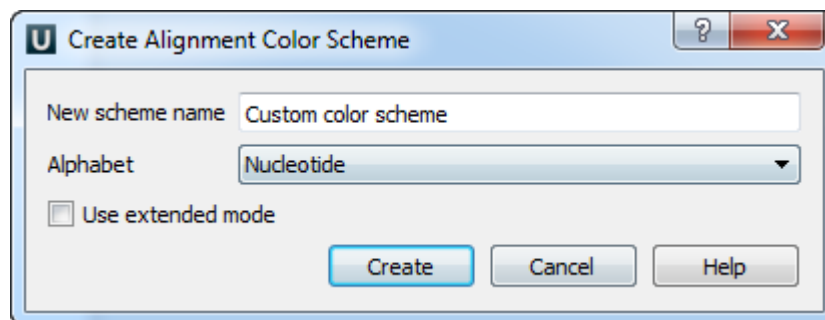 U Create Alignment Color Scheme
New scheme name Custom color scheme
Alphabet Nucleotide
Use extended mode
Create Cancel Help